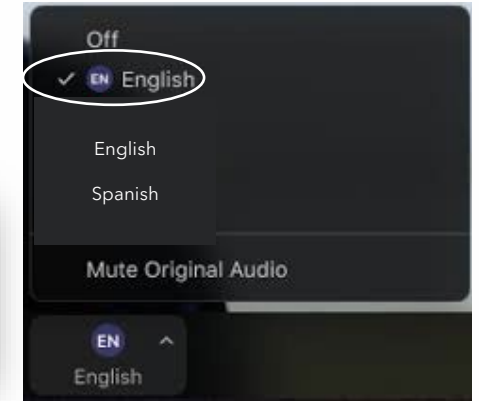 Off
✓ EN English
English
Spanish
Mute Original Audio
EN
English